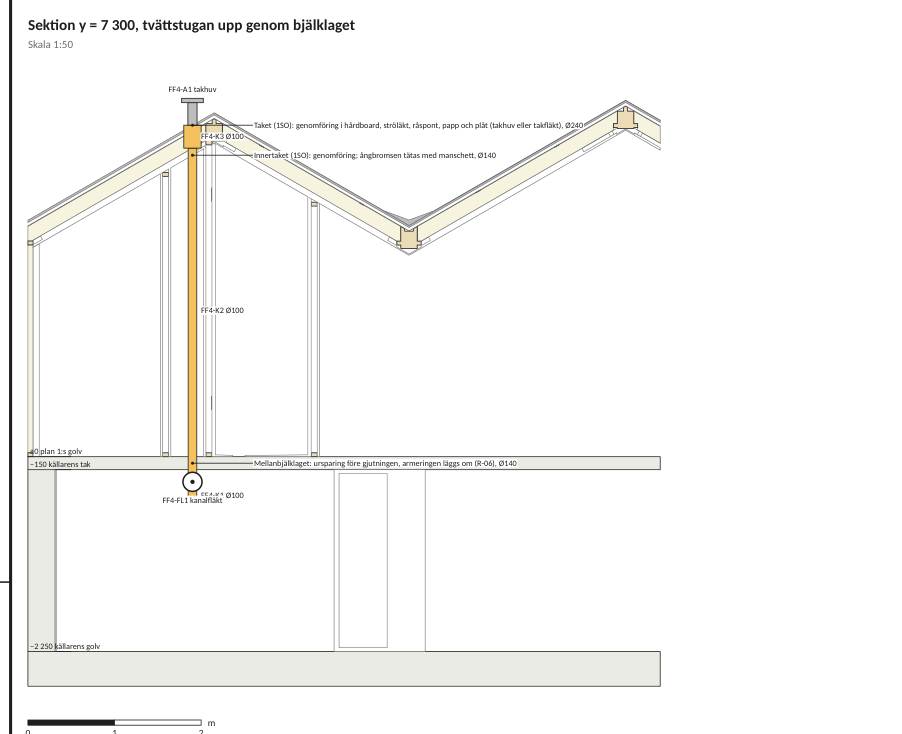 Sektion y = 7 300, tvättstugan upp genom bjälklaget
Skala 1:50
FF4-A1 takhuv
Taket (1SO): genomföring i hårdboard, ströläkt, råspont, papp och plåt (takhuv eller takfläkt), Ø240
FF4-K3 Ø100
Innertaket (1SO): genomföring; ångbromsen tätas med manschett, Ø140
FF4-K2 Ø100
±0 plan 1:s golv
−150 källarens tak
Mellanbjälklaget: ursparing före gjutningen, armeringen läggs om (R-06), Ø140
FF4-K1 Ø100
FF4-FL1 kanalfläkt
−2 250 källarens golv
m
0 1 2